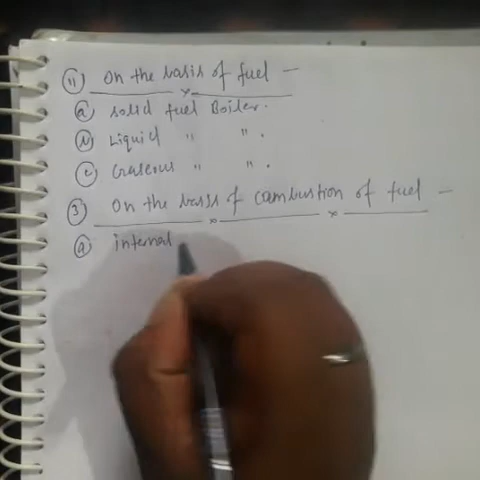 (11) On the basis of fuel -
(a) solid fuel Boiler.
(b) Liquid " " .
(c) Gaseous " " .
(3) On the basis of combustion of fuel -
(a) internal